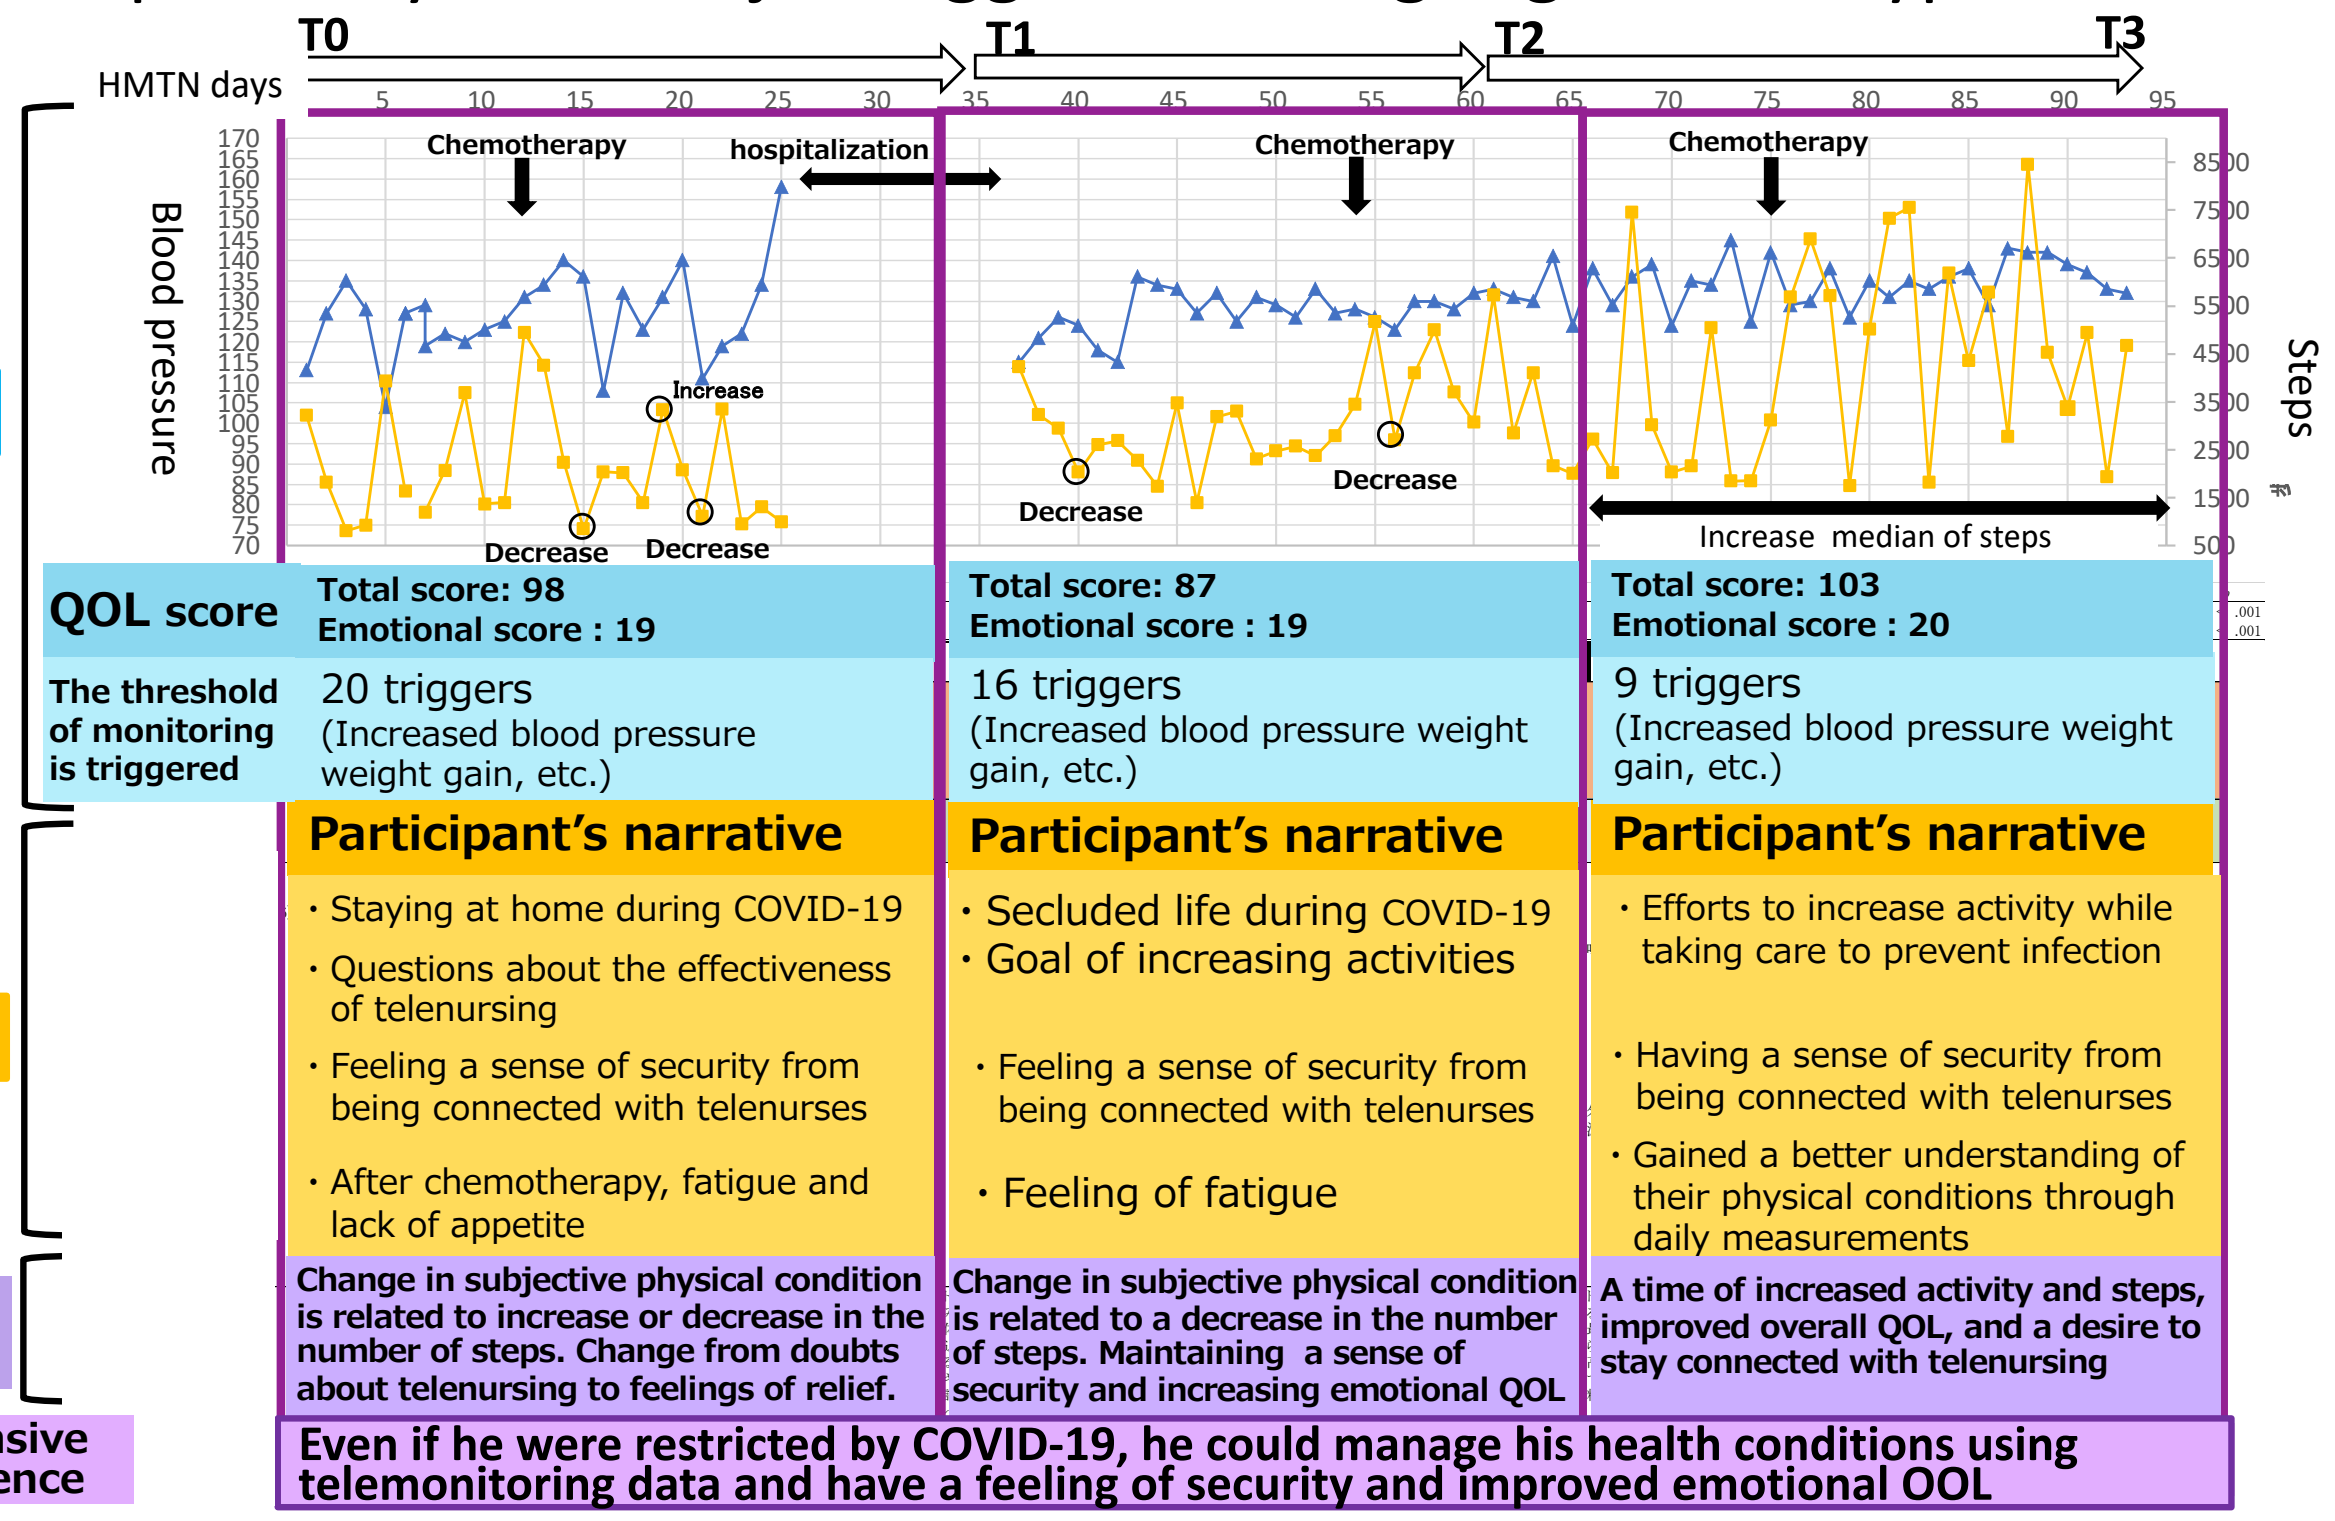 T0
T1
T2
T3
HMTN days
5 10 15 20 25 30 35 40 45 50 55 60 65 70 75 80 85 90 95
Chemotherapy
hospitalization
Chemotherapy
Chemotherapy
Blood pressure
170
165
160
155
150
145
140
135
130
125
120
115
110
105
100
95
90
85
80
75
70
8500
7500
6500
5500
4500
3500
2500
1500
500
Steps
Increase
Decrease
Decrease
Decrease
Decrease
Increase median of steps
QOL score
Total score: 98
Emotional score : 19
Total score: 87
Emotional score : 19
Total score: 103
Emotional score : 20
.001
.001
The threshold
of monitoring
is triggered
20 triggers
(Increased blood pressure
weight gain, etc.)
16 triggers
(Increased blood pressure weight
gain, etc.)
9 triggers
(Increased blood pressure weight
gain, etc.)
Participant’s narrative
・Staying at home during COVID-19
・Questions about the effectiveness
of telenursing
・Feeling a sense of security from
being connected with telenurses
・After chemotherapy, fatigue and
lack of appetite
Participant’s narrative
・Secluded life during COVID-19
・Goal of increasing activities
・Feeling a sense of security from
being connected with telenurses
・Feeling of fatigue
Participant’s narrative
・Efforts to increase activity while
taking care to prevent infection
・Having a sense of security from
being connected with telenurses
・Gained a better understanding of
their physical conditions through
daily measurements
Change in subjective physical condition
is related to increase or decrease in the
number of steps. Change from doubts
about telenursing to feelings of relief.
Change in subjective physical condition
is related to a decrease in the number
of steps. Maintaining a sense of
security and increasing emotional QOL
A time of increased activity and steps,
improved overall QOL, and a desire to
stay connected with telenursing
Even if he were restricted by COVID-19, he could manage his health conditions using
telemonitoring data and have a feeling of security and improved emotional QOL